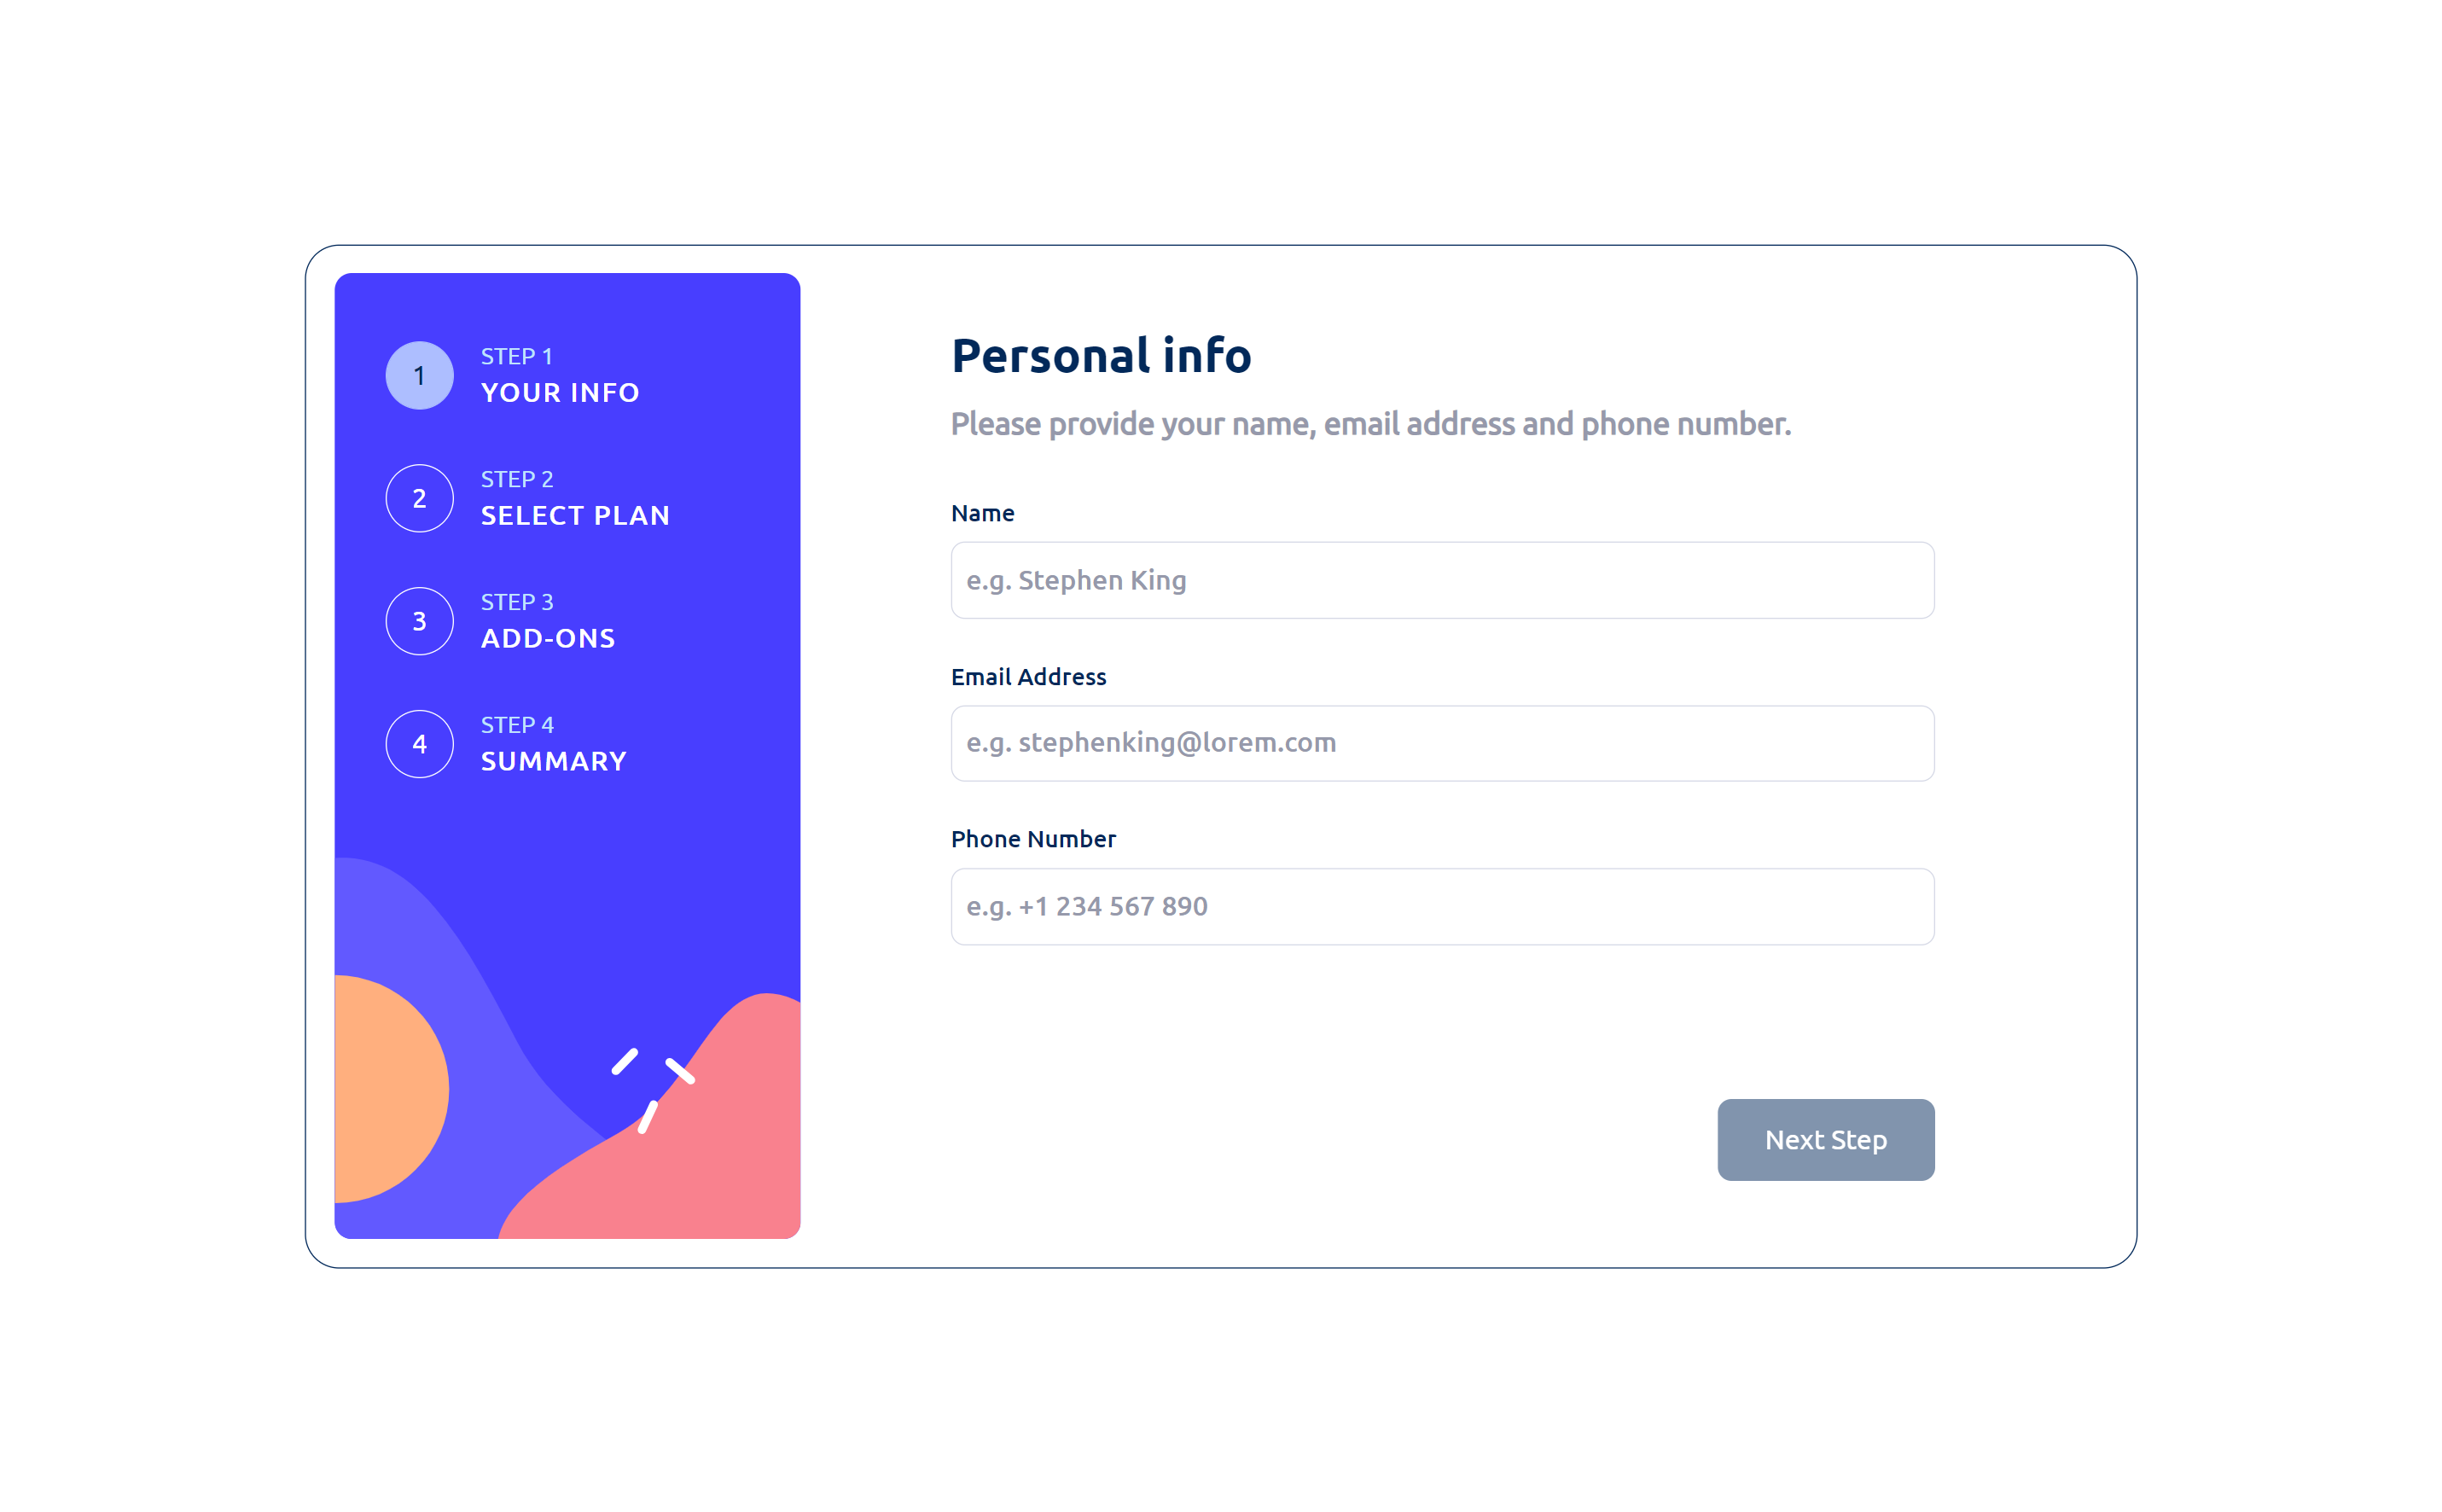 1
STEP 1
YOUR INFO
2
STEP 2
SELECT PLAN
3
STEP 3
ADD-ONS
4
STEP 4
SUMMARY
Personal info
Please provide your name, email address and phone number.
Name
e.g. Stephen King
Email Address
e.g. stephenking@lorem.com
Phone Number
e.g. +1 234 567 890
Next Step